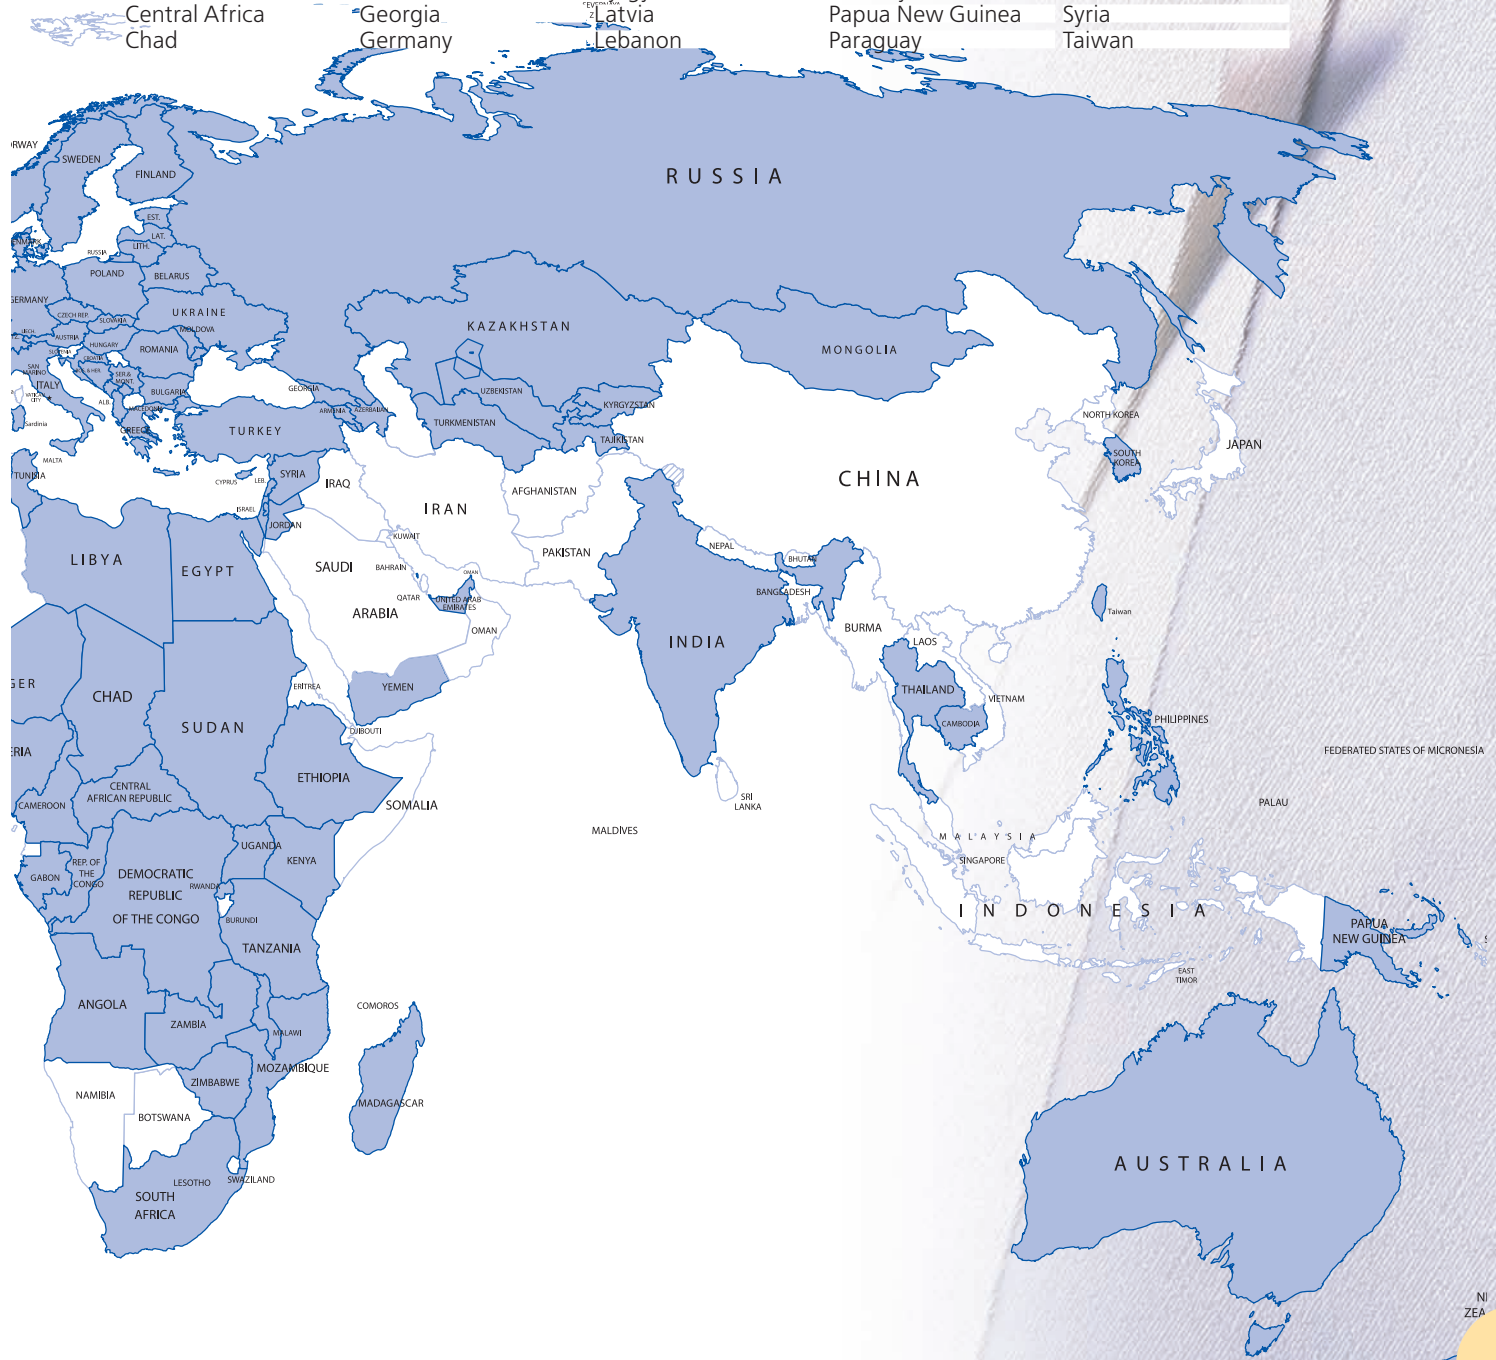 Central Africa
Georgia
Latvia
Papua New Guinea
Syria
Chad
Germany
Lebanon
Paraguay
Taiwan
RUSSIA
SWEDEN
FINLAND
EST.
LAT.
LITH.
RUSSIA
POLAND
BELARUS
UKRAINE
CZECH REP.
SLOVAKIA
MOLDOVA
AUSTRIA
HUNGARY
ROMANIA
SLOVENIA
CROATIA
SAN
MARINO
SER.&
MONT.
ITALY
VATICAN
CITY
BULGARIA
ALB.
MACEDONIA
GREECE
Sardinia
MALTA
TUNISIA
TURKEY
GEORGIA
ARMENIA
AZERBAIJAN
KAZAKHSTAN
UZBEKISTAN
TURKMENISTAN
KYRGYZSTAN
TAJIKISTAN
MONGOLIA
CHINA
NORTH KOREA
SOUTH
KOREA
JAPAN
CYPRUS
LEB.
SYRIA
ISRAEL
JORDAN
IRAQ
IRAN
AFGHANISTAN
PAKISTAN
KUWAIT
SAUDI
ARABIA
BAHRAIN
QATAR
OMAN
UNITED ARAB
EMIRATES
OMAN
YEMEN
NEPAL
BHUTAN
BANGLADESH
INDIA
BURMA
LAOS
THAILAND
VIETNAM
CAMBODIA
Taiwan
PHILIPPINES
FEDERATED STATES OF MICRONESIA
PALAU
SRI
LANKA
MALDIVES
MALAYSIA
SINGAPORE
INDONESIA
EAST
TIMOR
PAPUA
NEW GUINEA
AUSTRALIA
LIBYA
EGYPT
CHAD
SUDAN
ERITREA
DJIBOUTI
ETHIOPIA
SOMALIA
CENTRAL
AFRICAN REPUBLIC
CAMEROON
GABON
REP. OF
THE
CONGO
DEMOCRATIC
REPUBLIC
OF THE CONGO
UGANDA
KENYA
RWANDA
BURUNDI
TANZANIA
ANGOLA
ZAMBIA
MALAWI
COMOROS
MOZAMBIQUE
ZIMBABWE
MADAGASCAR
NAMIBIA
BOTSWANA
LESOTHO
SWAZILAND
SOUTH
AFRICA